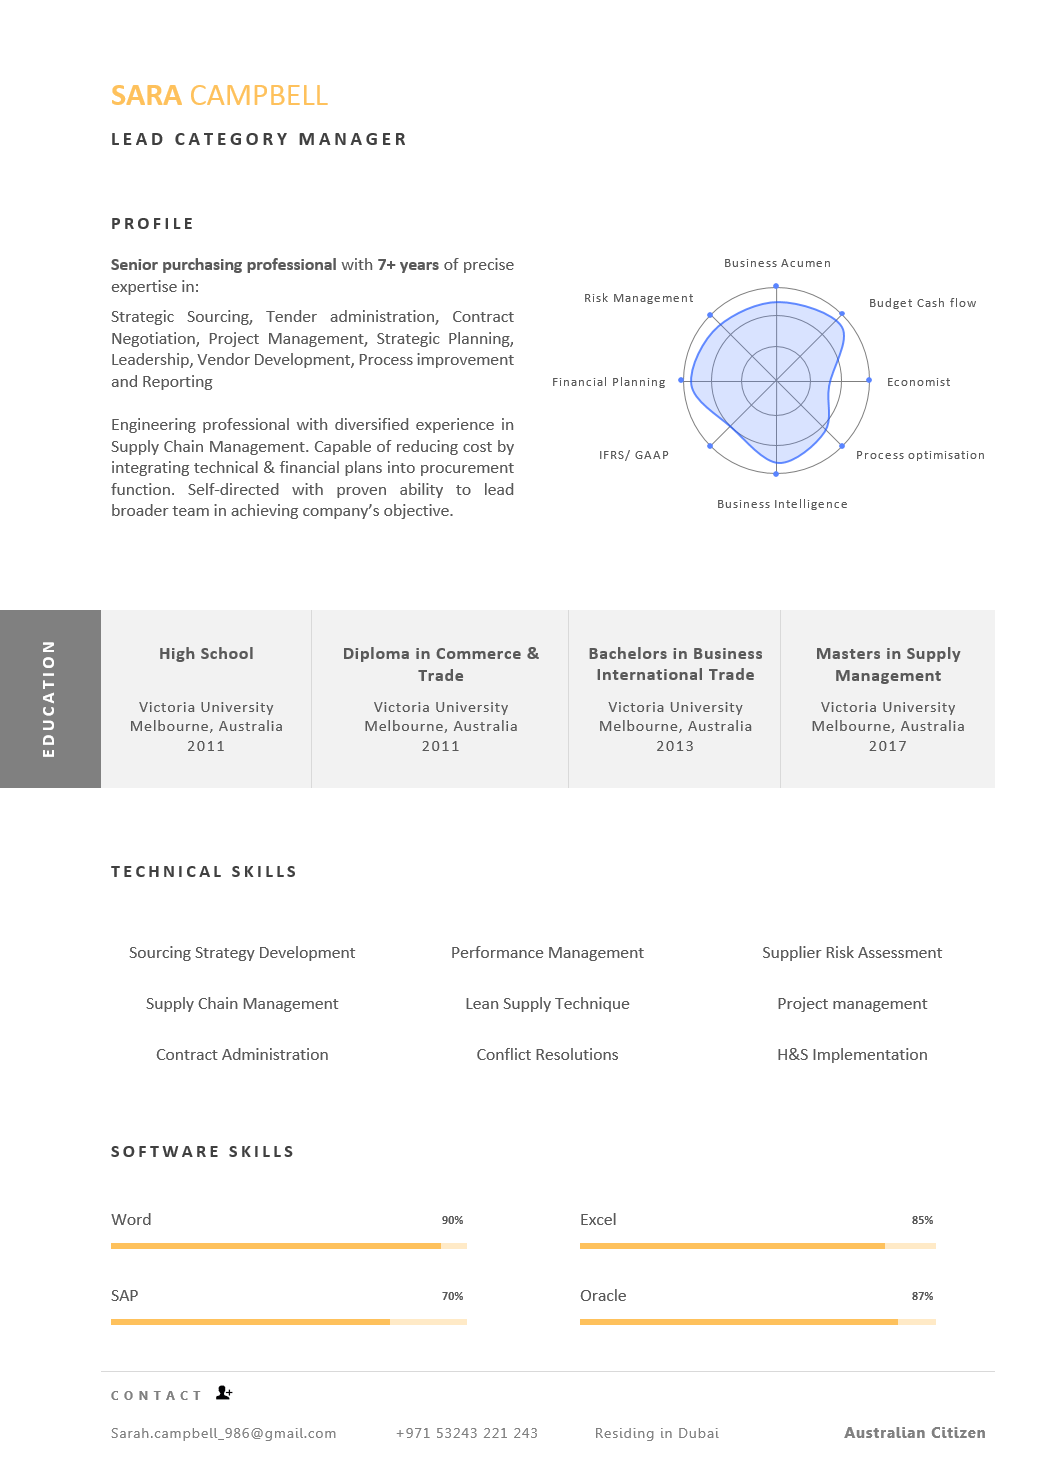 SARA CAMPBELL
LEAD CATEGORY MANAGER
PROFILE
Senior purchasing professional with 7+ years of precise
expertise in:
Strategic Sourcing, Tender administration, Contract
Negotiation, Project Management, Strategic Planning,
Leadership, Vendor Development, Process improvement
and Reporting
Engineering professional with diversified experience in
Supply Chain Management. Capable of reducing cost by
integrating technical & financial plans into procurement
function. Self-directed with proven ability to lead
broader team in achieving company’s objective.
Business Acumen
Risk Management
Budget Cash flow
Financial Planning
Economist
IFRS/ GAAP
Process optimisation
Business Intelligence
EDUCATION
High School
Victoria University
Melbourne, Australia
2011
Diploma in Commerce &
Trade
Victoria University
Melbourne, Australia
2011
Bachelors in Business
International Trade
Victoria University
Melbourne, Australia
2013
Masters in Supply
Management
Victoria University
Melbourne, Australia
2017
TECHNICAL SKILLS
Sourcing Strategy Development
Performance Management
Supplier Risk Assessment
Supply Chain Management
Lean Supply Technique
Project management
Contract Administration
Conflict Resolutions
H&S Implementation
SOFTWARE SKILLS
Word 90%
Excel 85%
SAP 70%
Oracle 87%
CONTACT
Sarah.campbell_986@gmail.com
+971 53243 221 243
Residing in Dubai
Australian Citizen